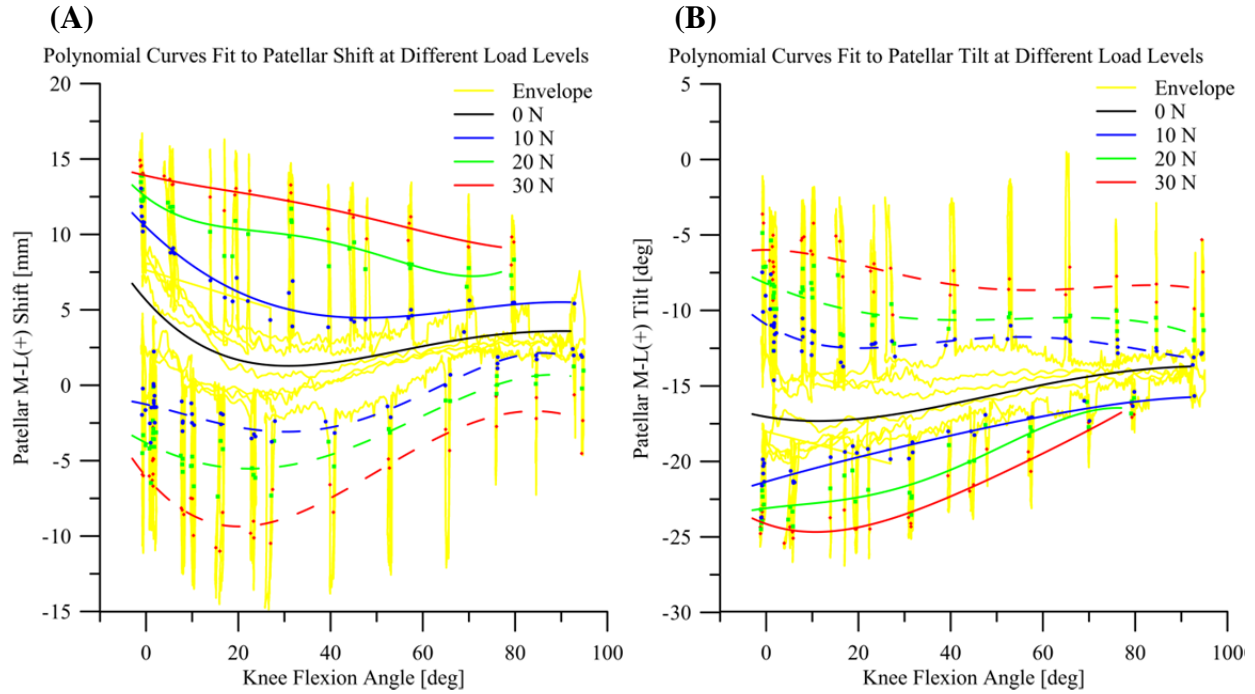 (A)
Polynomial Curves Fit to Patellar Shift at Different Load Levels
20
15
10
5
0
-5
-10
-15
Patellar M-L(+) Shift [mm]
Envelope
0 N
10 N
20 N
30 N
0 20 40 60 80 100
Knee Flexion Angle [deg]
(B)
Polynomial Curves Fit to Patellar Tilt at Different Load Levels
5
0
-5
-10
-15
-20
-25
-30
Patellar M-L(+) Tilt [deg]
Envelope
0 N
10 N
20 N
30 N
0 20 40 60 80 100
Knee Flexion Angle [deg]